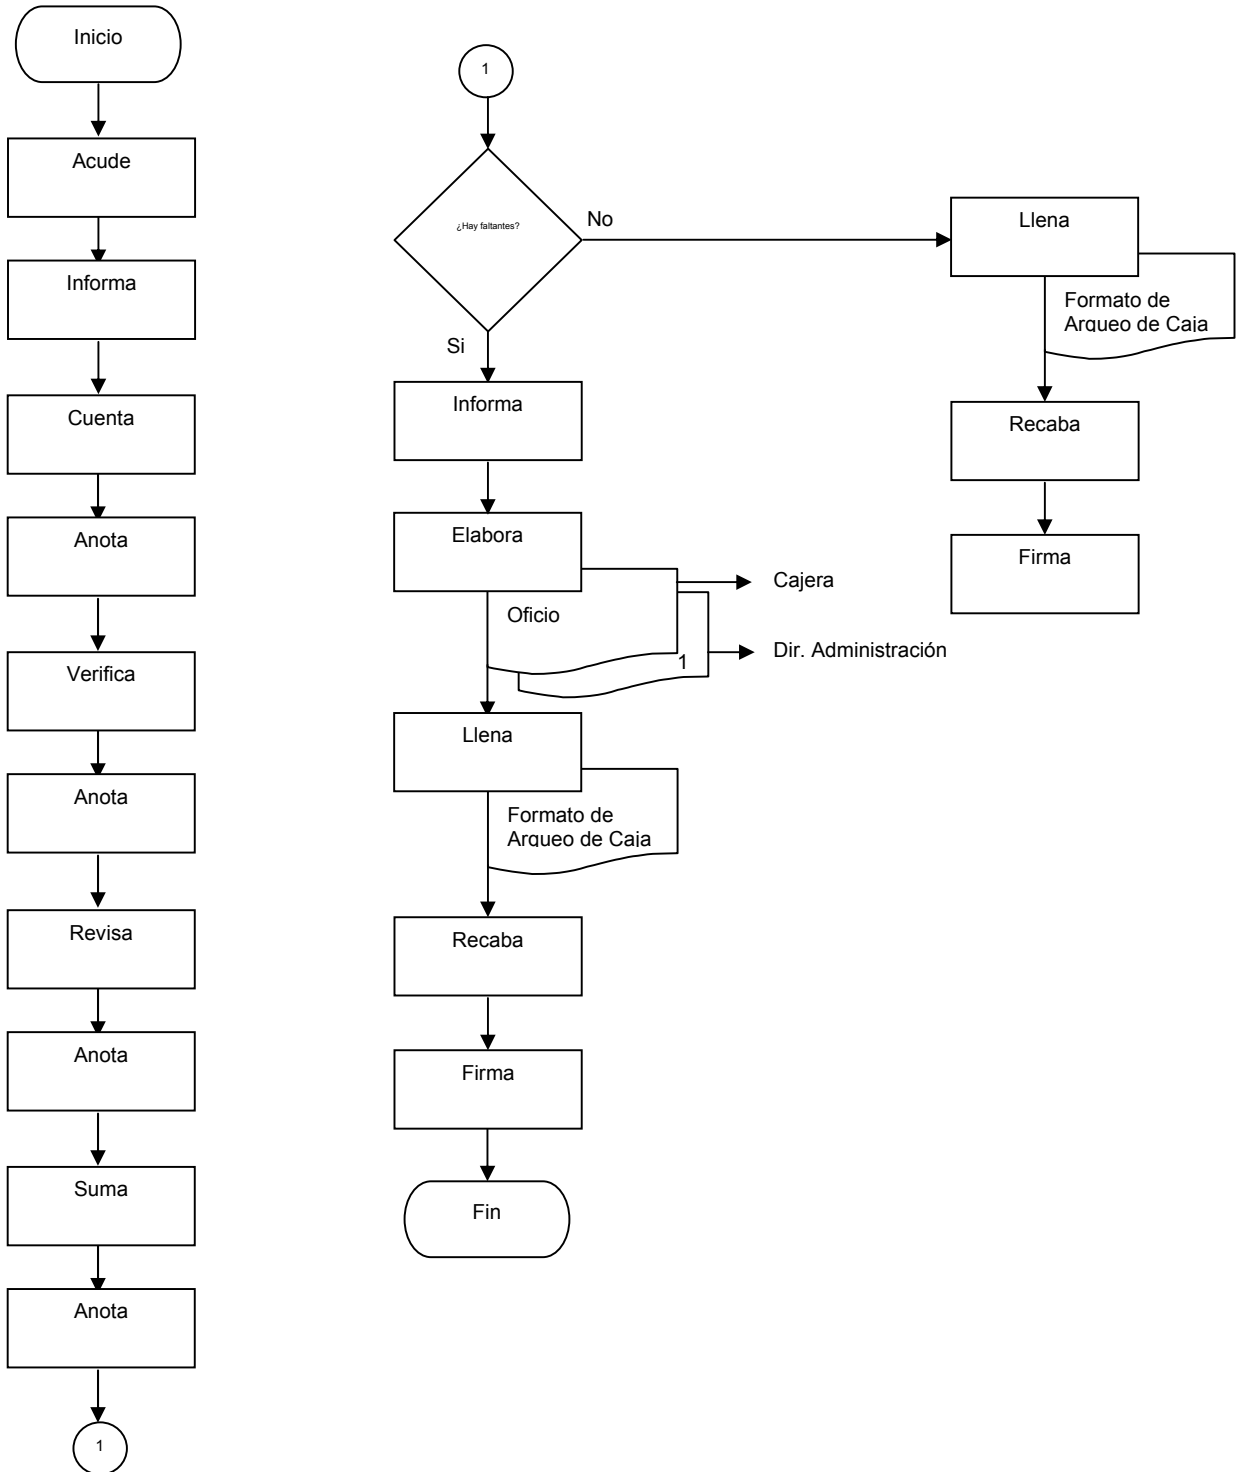 Inicio
Acude
Informa
Cuenta
Anota
Verifica
Anota
Revisa
Anota
Suma
Anota
1
1
¿Hay faltantes?
No
Si
Informa
Elabora
Oficio
Cajera
1
Dir. Administración
Llena
Formato de
Arqueo de Caja
Recaba
Firma
Fin
Llena
Formato de
Arqueo de Caja
Recaba
Firma